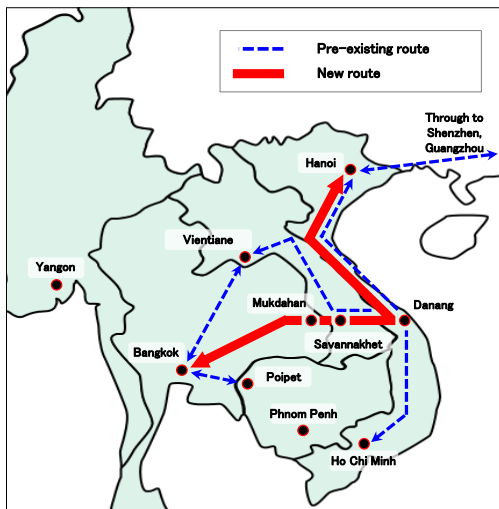 Pre-existing route
New route
Through to
Shenzhen,
Guangzhou
Hanoi
Vientiane
Yangon
Mukdahan
Danang
Savannakhet
Bangkok
Poipet
Phnom Penh
Ho Chi Minh